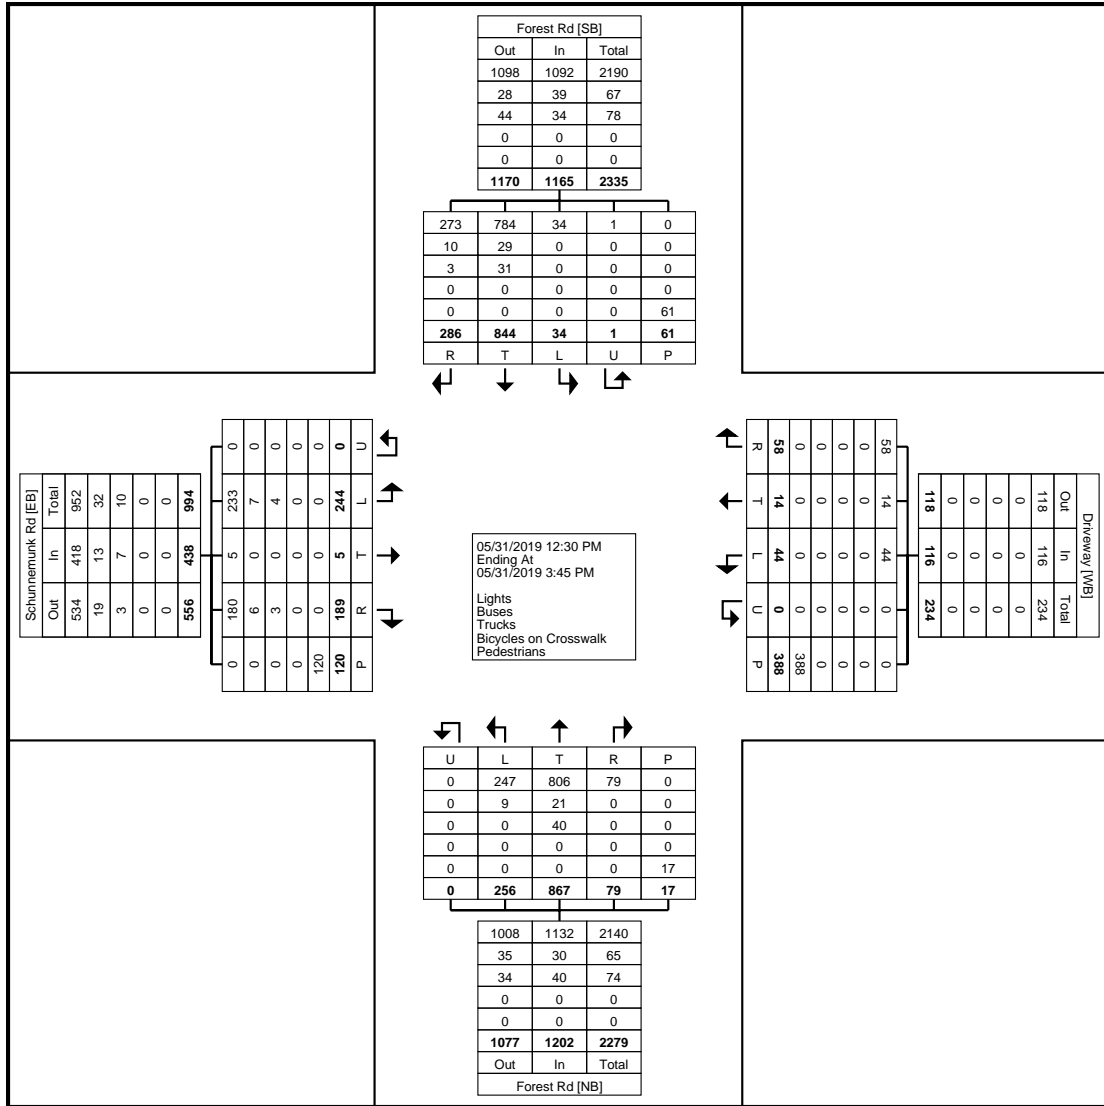 Forest Rd [SB]
Out In Total
1098 1092 2190
28 39 67
44 34 78
0 0 0
0 0 0
1170 1165 2335
273 784 34 1 0
10 29 0 0 0
3 31 0 0 0
0 0 0 0 0
0 0 0 0 61
286 844 34 1 61
R T L U P
Schunnemunk Rd [EB]
Total In Out
952 418 534
32 13 19
10 7 3
0 0 0
0 0 0
994 438 556
0 233 5 180 0
0 7 0 6 0
0 4 0 3 0
0 0 0 0 0
0 0 0 0 120
0 244 5 189 120
U L T R P
05/31/2019 12:30 PM
Ending At
05/31/2019 3:45 PM
Lights
Buses
Trucks
Bicycles on Crosswalk
Pedestrians
Driveway [WB]
Out In Total
118 116 234
0 0 0
0 0 0
0 0 0
0 0 0
118 116 234
58 14 44 0 0
0 0 0 0 0
0 0 0 0 0
0 0 0 0 0
0 0 0 0 388
58 14 44 0 388
R T L U P
U L T R P
0 247 806 79 0
0 9 21 0 0
0 0 40 0 0
0 0 0 0 0
0 0 0 0 17
0 256 867 79 17
1008 1132 2140
35 30 65
34 40 74
0 0 0
0 0 0
1077 1202 2279
Out In Total
Forest Rd [NB]